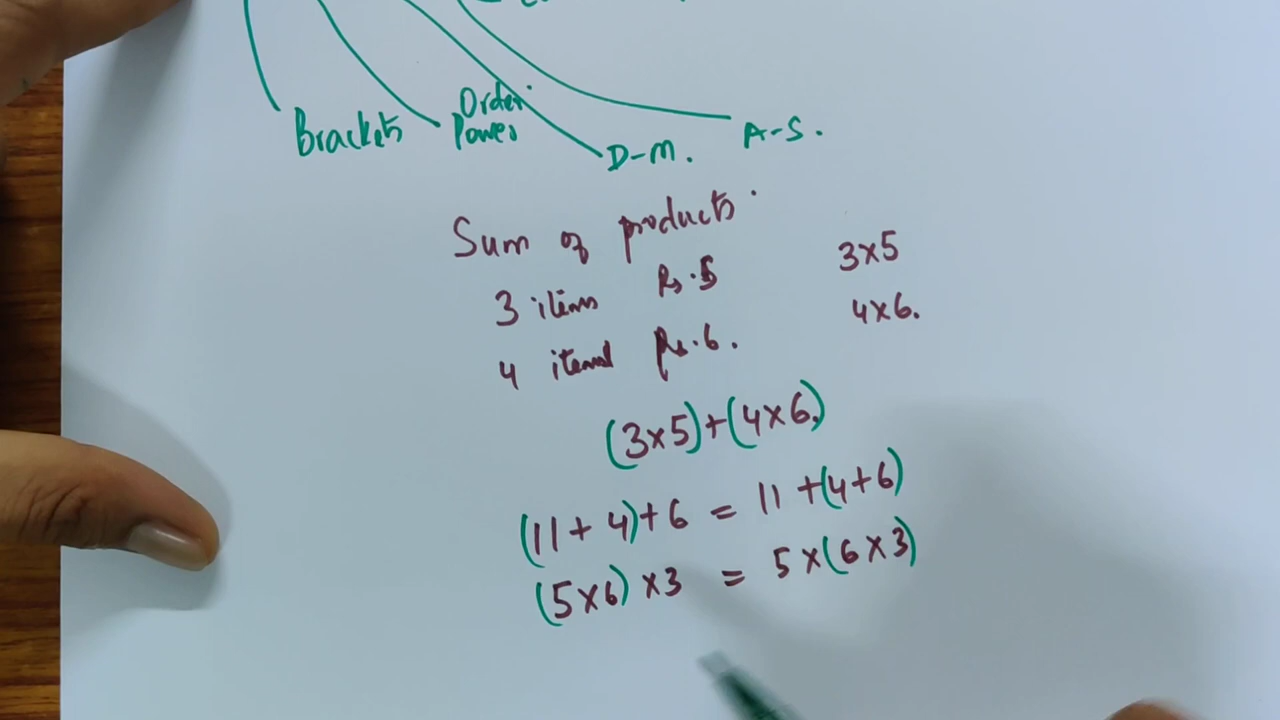 Order
Brackets Power
D-M.
A-S.
Sum of products
3 items Rs.5 3x5
4 items Rs.6. 4x6.
(3x5)+(4x6)
(11+4)+6 = 11+(4+6)
(5x6)x3 = 5x(6x3)